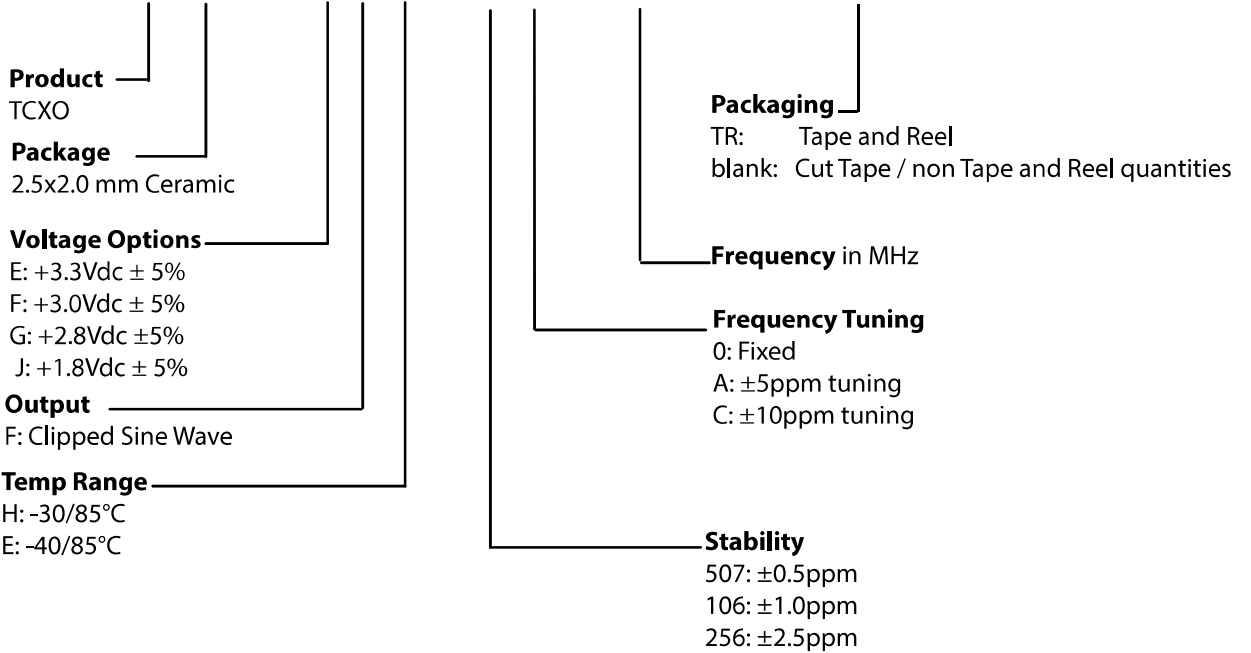 Product
TCXO
Package
2.5x2.0 mm Ceramic
Voltage Options
E: +3.3Vdc ± 5%
F: +3.0Vdc ± 5%
G: +2.8Vdc ±5%
J: +1.8Vdc ± 5%
Output
F: Clipped Sine Wave
Temp Range
H: -30/85°C
E: -40/85°C
Packaging
TR: Tape and Reel
blank: Cut Tape / non Tape and Reel quantities
Frequency in MHz
Frequency Tuning
0: Fixed
A: ±5ppm tuning
C: ±10ppm tuning
Stability
507: ±0.5ppm
106: ±1.0ppm
256: ±2.5ppm